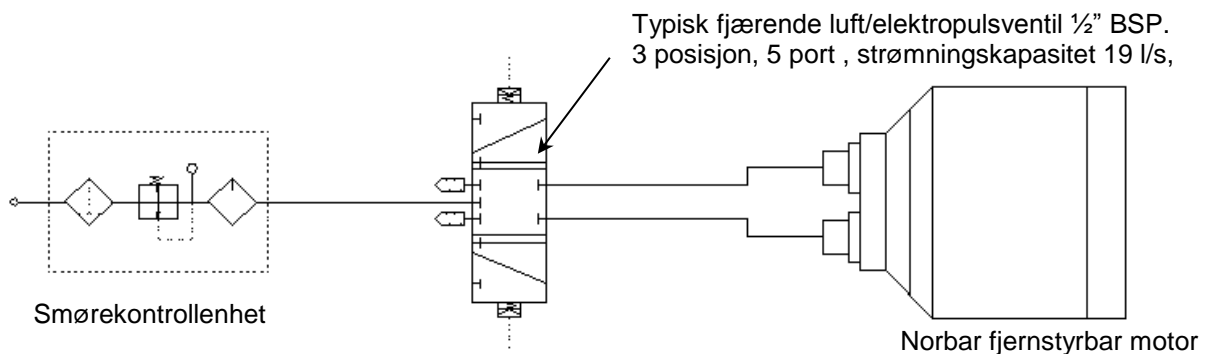 Typisk fjærende luft/elektropulsventil ½” BSP.
3 posisjon, 5 port , strømningskapasitet 19 l/s,
Smørekontrollenhet
Norbar fjernstyrbar motor